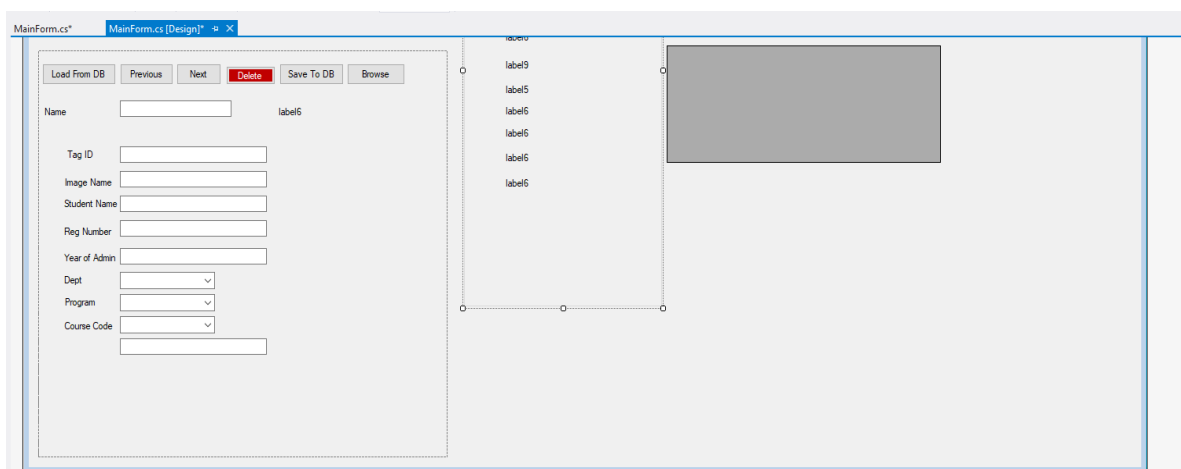 MainForm.cs* MainForm.cs [Design]*
Load From DB Previous Next Delete Save To DB Browse
Name label6
Tag ID
Image Name
Student Name
Reg Number
Year of Admin
Dept
Program
Course Code
label9
label5
label6
label6
label6
label6